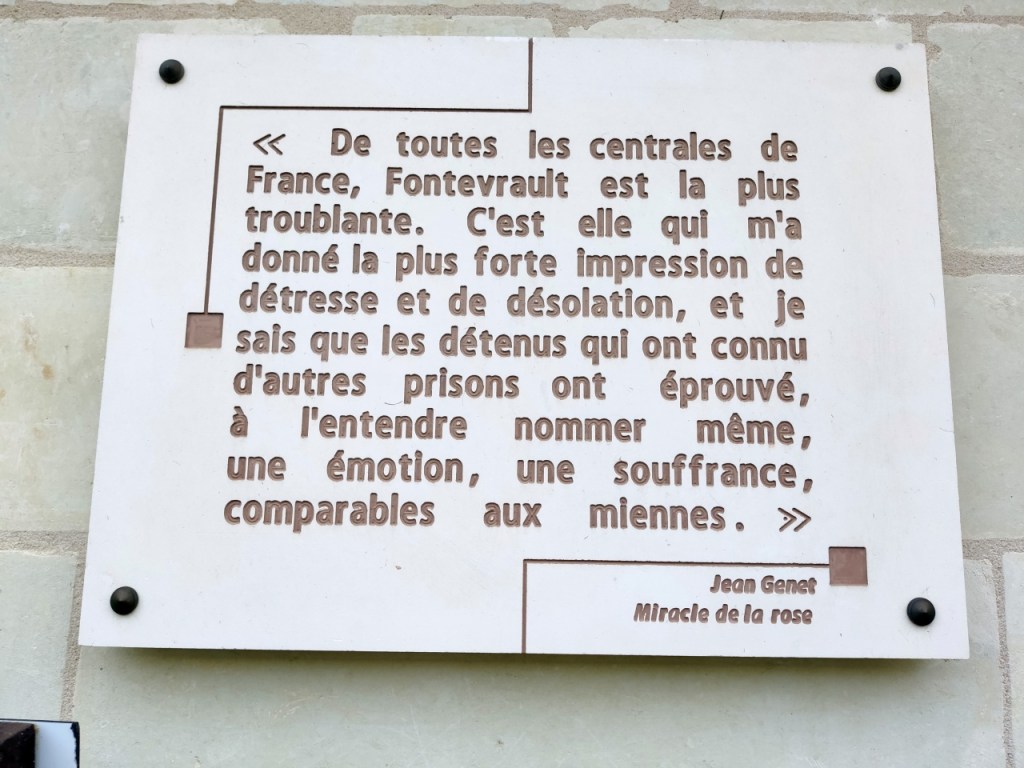 « De toutes les centrales de
France, Fontevrault est la plus
troublante. C'est elle qui m'a
donné la plus forte impression de
détresse et de désolation, et je
sais que les détenus qui ont connu
d'autres prisons ont éprouvé,
à l'entendre nommer même,
une émotion, une souffrance,
comparables aux miennes. »
Jean Genet
Miracle de la rose